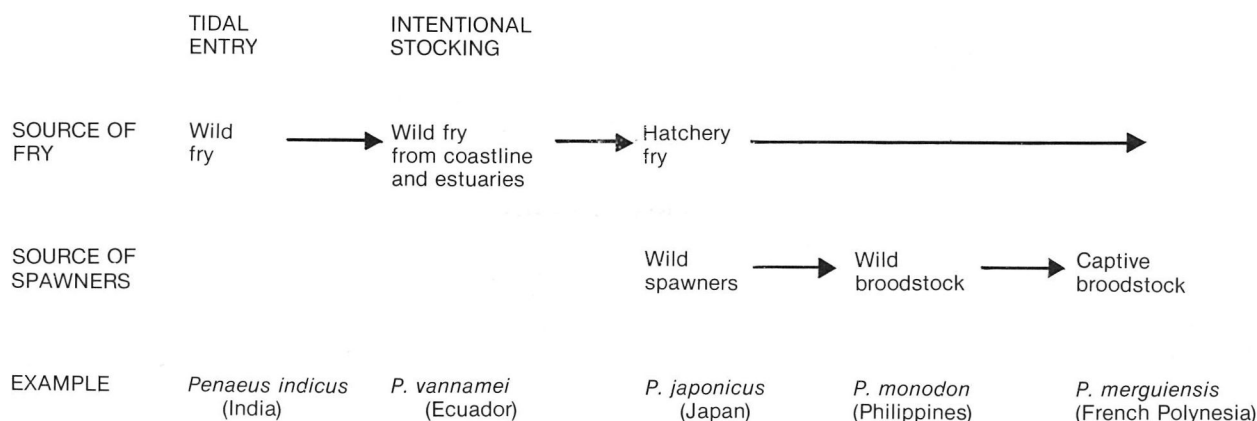 TIDAL
ENTRY
INTENTIONAL
STOCKING
SOURCE OF
FRY
Wild
fry
Wild fry
from coastline
and estuaries
Hatchery
fry
SOURCE OF
SPAWNERS
Wild
spawners
Wild
broodstock
Captive
broodstock
EXAMPLE
Penaeus indicus
(India)
P. vannamei
(Ecuador)
P. japonicus
(Japan)
P. monodon
(Philippines)
P. merguiensis
(French Polynesia)